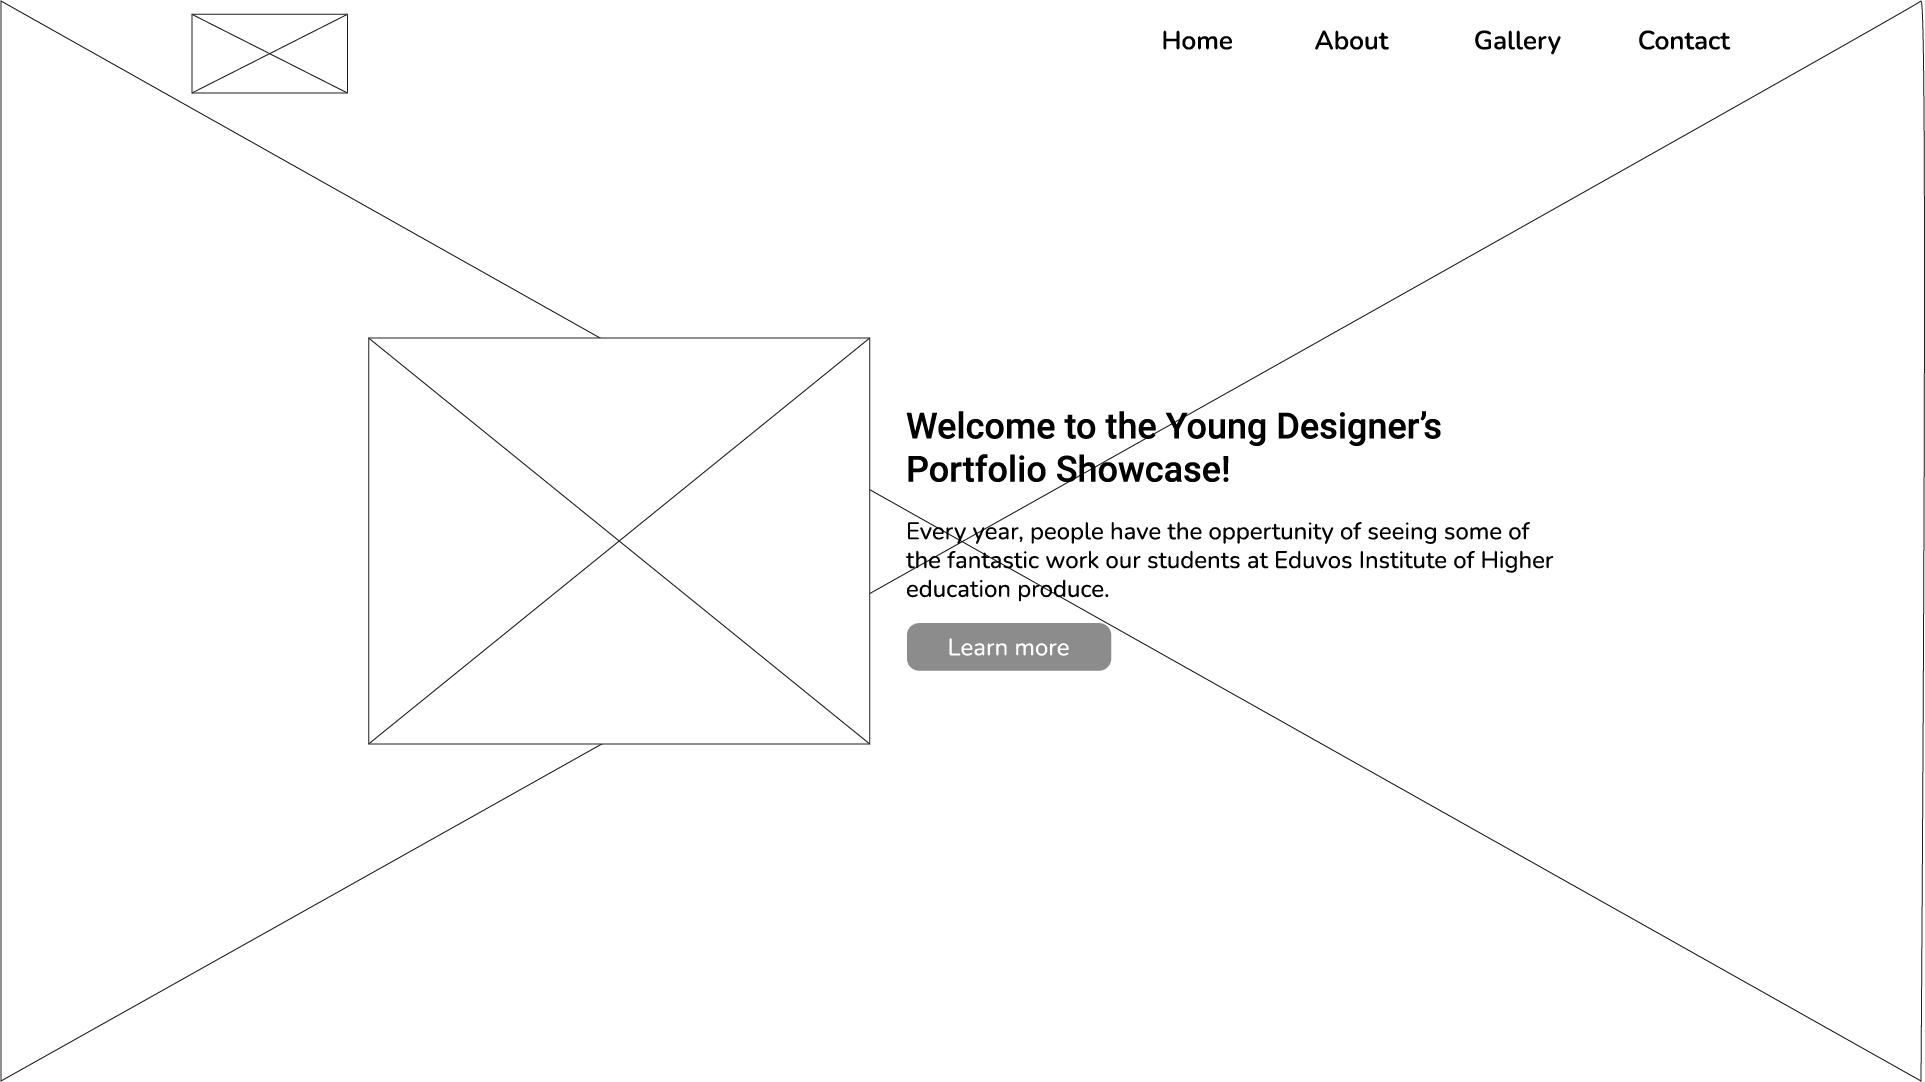 Home About Gallery Contact
Welcome to the Young Designer’s
Portfolio Showcase!
Every year, people have the oppertunity of seeing some of
the fantastic work our students at Eduvos Institute of Higher
education produce.
Learn more